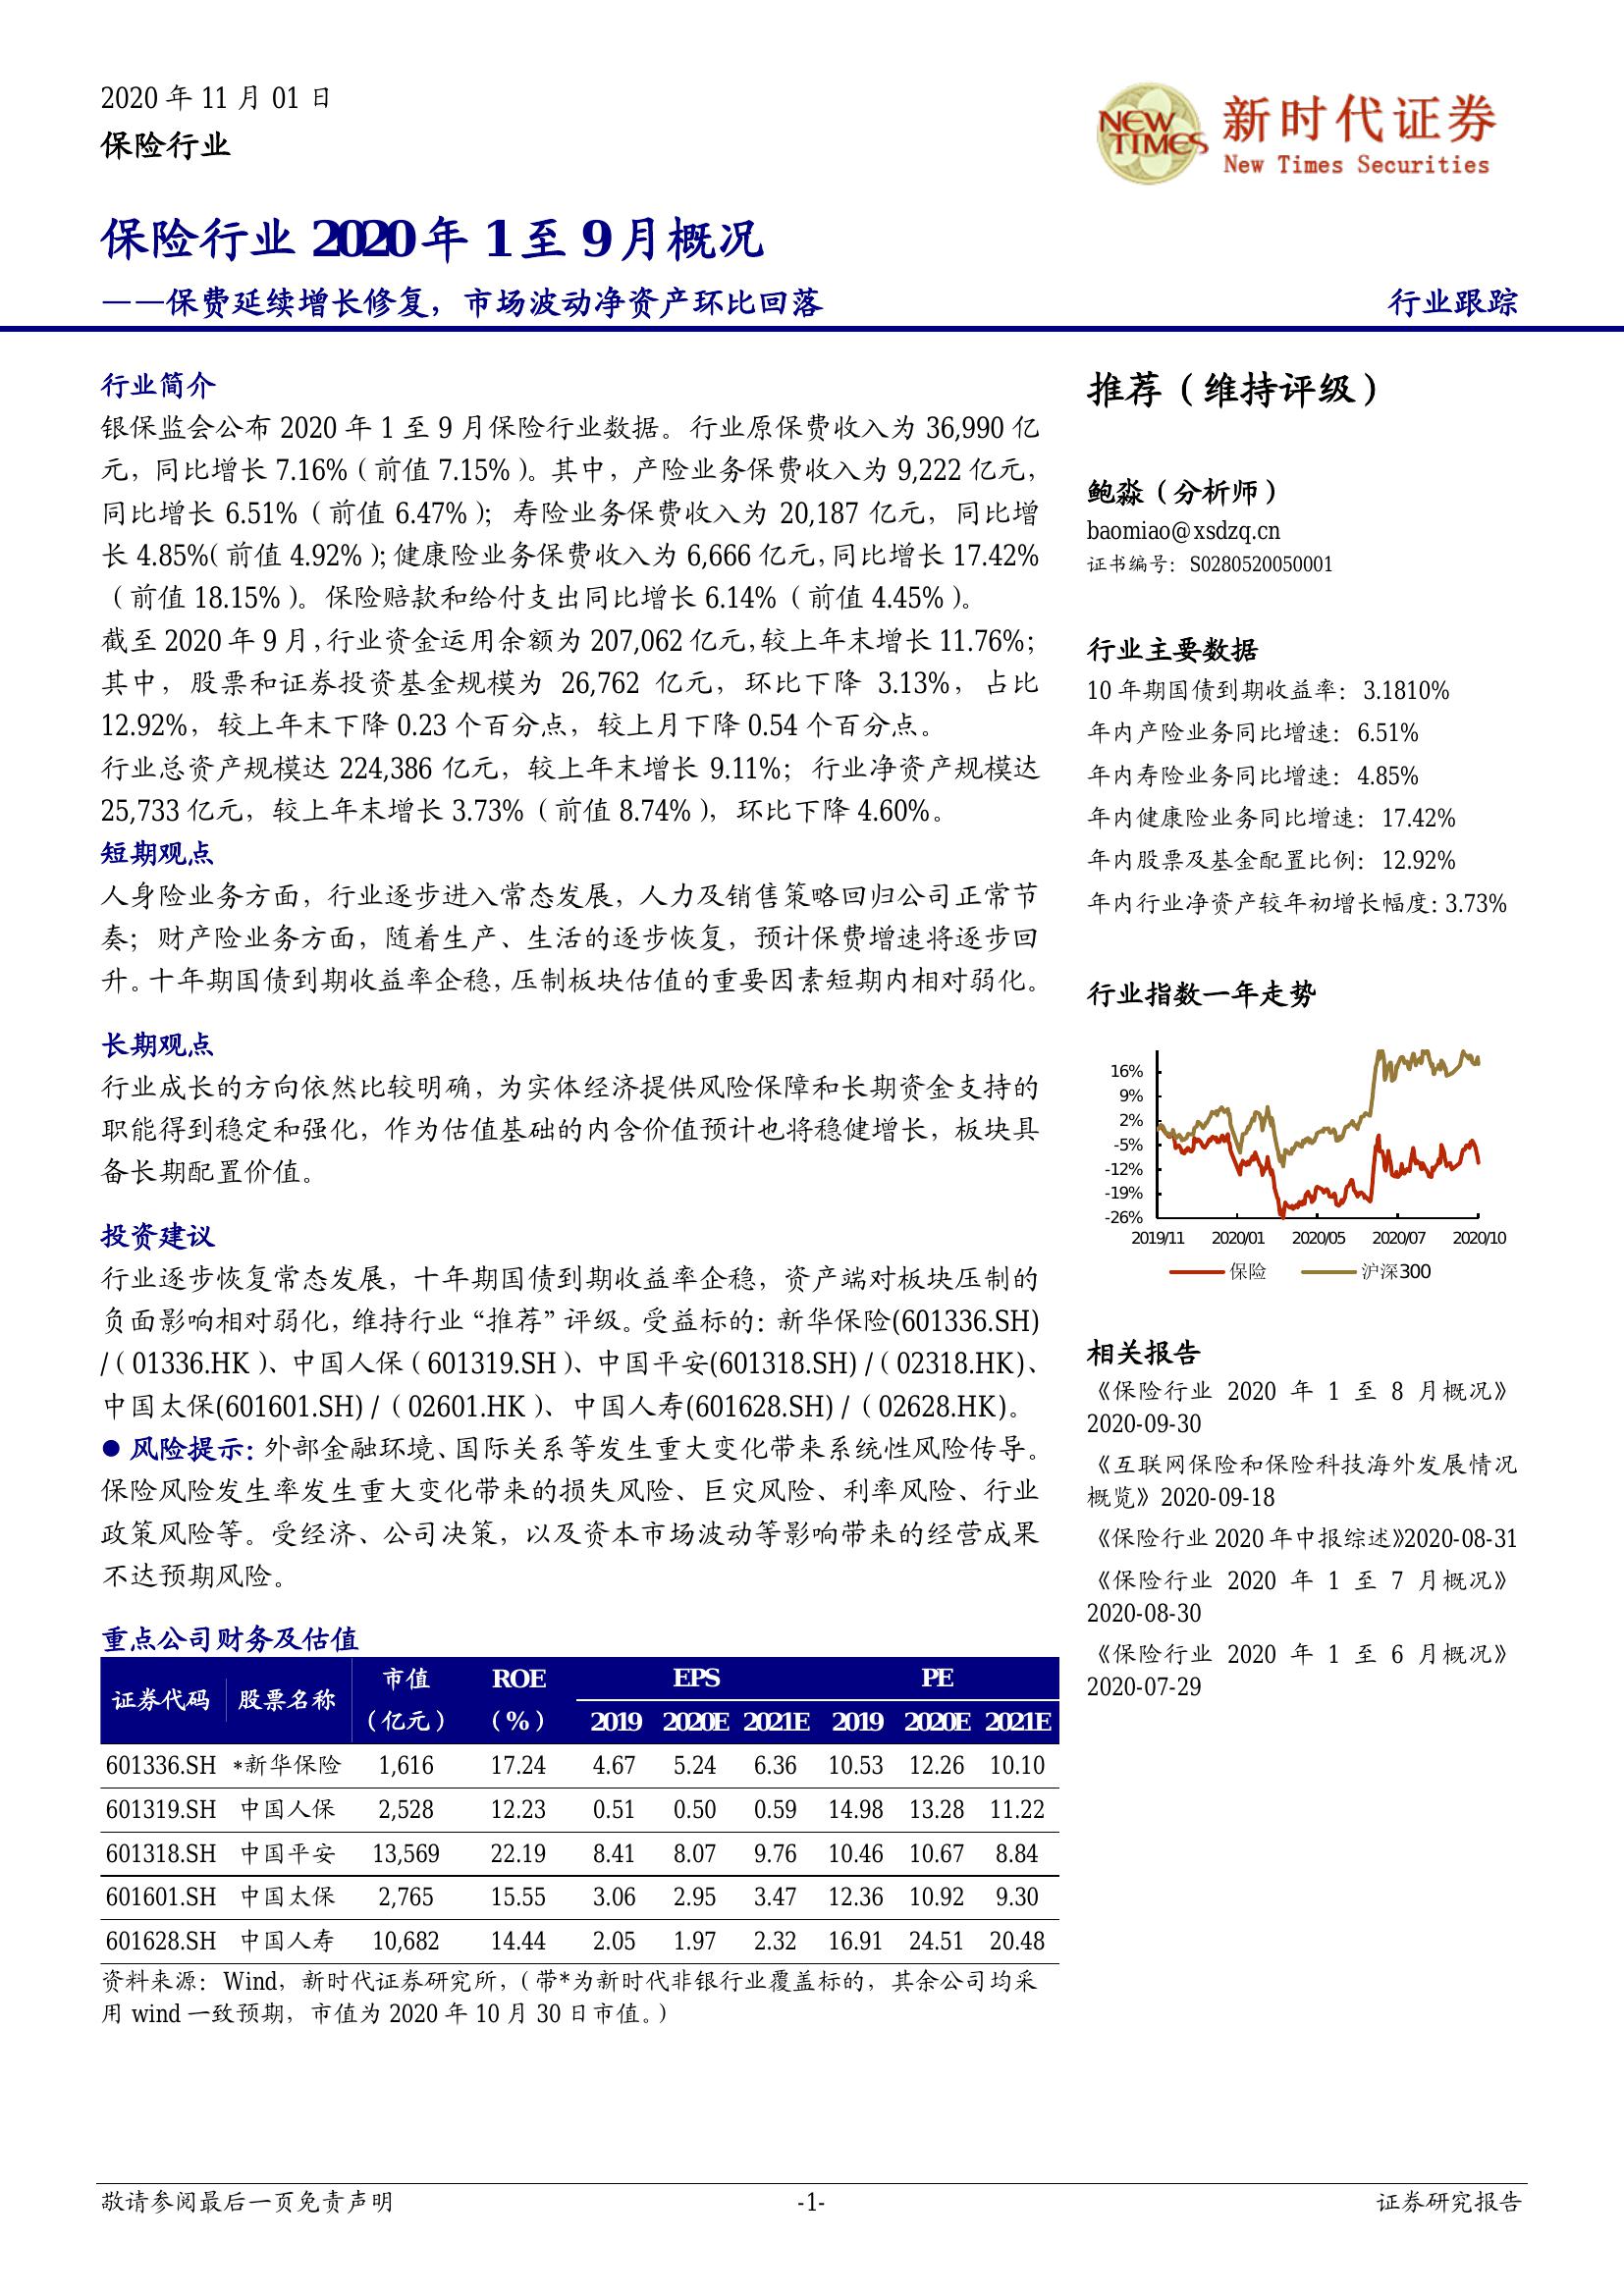 2020 年 11 月 01 日
保险行业
NEW
TIMES
新时代证券
New Times Securities
保险行业 2020 年 1 至 9 月概况
——保费延续增长修复，市场波动净资产环比回落
行业跟踪
行业简介
银保监会公布 2020 年 1 至 9 月保险行业数据。行业原保费收入为 36,990 亿
元，同比增长 7.16%（前值 7.15%）。其中，产险业务保费收入为 9,222 亿元，
同比增长 6.51%（前值 6.47%）；寿险业务保费收入为 20,187 亿元，同比增
长 4.85%(前值 4.92%）；健康险业务保费收入为 6,666 亿元，同比增长 17.42%
（前值 18.15%）。保险赔款和给付支出同比增长 6.14%（前值 4.45%）。
截至 2020 年 9 月，行业资金运用余额为 207,062 亿元，较上年末增长 11.76%；
其中，股票和证券投资基金规模为 26,762 亿元，环比下降 3.13%，占比
12.92%，较上年末下降 0.23 个百分点，较上月下降 0.54 个百分点。
行业总资产规模达 224,386 亿元，较上年末增长 9.11%；行业净资产规模达
25,733 亿元，较上年末增长 3.73%（前值 8.74%），环比下降 4.60%。
短期观点
人身险业务方面，行业逐步进入常态发展，人力及销售策略回归公司正常节
奏；财产险业务方面，随着生产、生活的逐步恢复，预计保费增速将逐步回
升。十年期国债到期收益率企稳，压制板块估值的重要因素短期内相对弱化。
长期观点
行业成长的方向依然比较明确，为实体经济提供风险保障和长期资金支持的
职能得到稳定和强化，作为估值基础的内含价值预计也将稳健增长，板块具
备长期配置价值。
投资建议
行业逐步恢复常态发展，十年期国债到期收益率企稳，资产端对板块压制的
负面影响相对弱化，维持行业“推荐”评级。受益标的：新华保险(601336.SH)
/（01336.HK）、中国人保（601319.SH）、中国平安(601318.SH) /（02318.HK)、
中国太保(601601.SH) /（02601.HK）、中国人寿(601628.SH) /（02628.HK)。
● 风险提示：外部金融环境、国际关系等发生重大变化带来系统性风险传导。
保险风险发生率发生重大变化带来的损失风险、巨灾风险、利率风险、行业
政策风险等。受经济、公司决策，以及资本市场波动等影响带来的经营成果
不达预期风险。
重点公司财务及估值
证券代码 股票名称 市值 ROE EPS PE
（亿元） （%） 2019 2020E 2021E 2019 2020E 2021E
601336.SH *新华保险 1,616 17.24 4.67 5.24 6.36 10.53 12.26 10.10
601319.SH 中国人保 2,528 12.23 0.51 0.50 0.59 14.98 13.28 11.22
601318.SH 中国平安 13,569 22.19 8.41 8.07 9.76 10.46 10.67 8.84
601601.SH 中国太保 2,765 15.55 3.06 2.95 3.47 12.36 10.92 9.30
601628.SH 中国人寿 10,682 14.44 2.05 1.97 2.32 16.91 24.51 20.48
资料来源：Wind，新时代证券研究所，（带*为新时代非银行业覆盖标的，其余公司均采
用 wind 一致预期，市值为 2020 年 10 月 30 日市值。）
推荐（维持评级）
鲍淼（分析师）
baomiao@xsdzq.cn
证书编号：S0280520050001
行业主要数据
10 年期国债到期收益率：3.1810%
年内产险业务同比增速：6.51%
年内寿险业务同比增速：4.85%
年内健康险业务同比增速：17.42%
年内股票及基金配置比例：12.92%
年内行业净资产较年初增长幅度：3.73%
行业指数一年走势
16%
9%
2%
-5%
-12%
-19%
-26%
2019/11 2020/01 2020/05 2020/07 2020/10
保险 沪深300
相关报告
《保险行业 2020 年 1 至 8 月概况》
2020-09-30
《互联网保险和保险科技海外发展情况
概览》2020-09-18
《保险行业 2020 年中报综述》2020-08-31
《保险行业 2020 年 1 至 7 月概况》
2020-08-30
《保险行业 2020 年 1 至 6 月概况》
2020-07-29
敬请参阅最后一页免责声明 -1- 证券研究报告